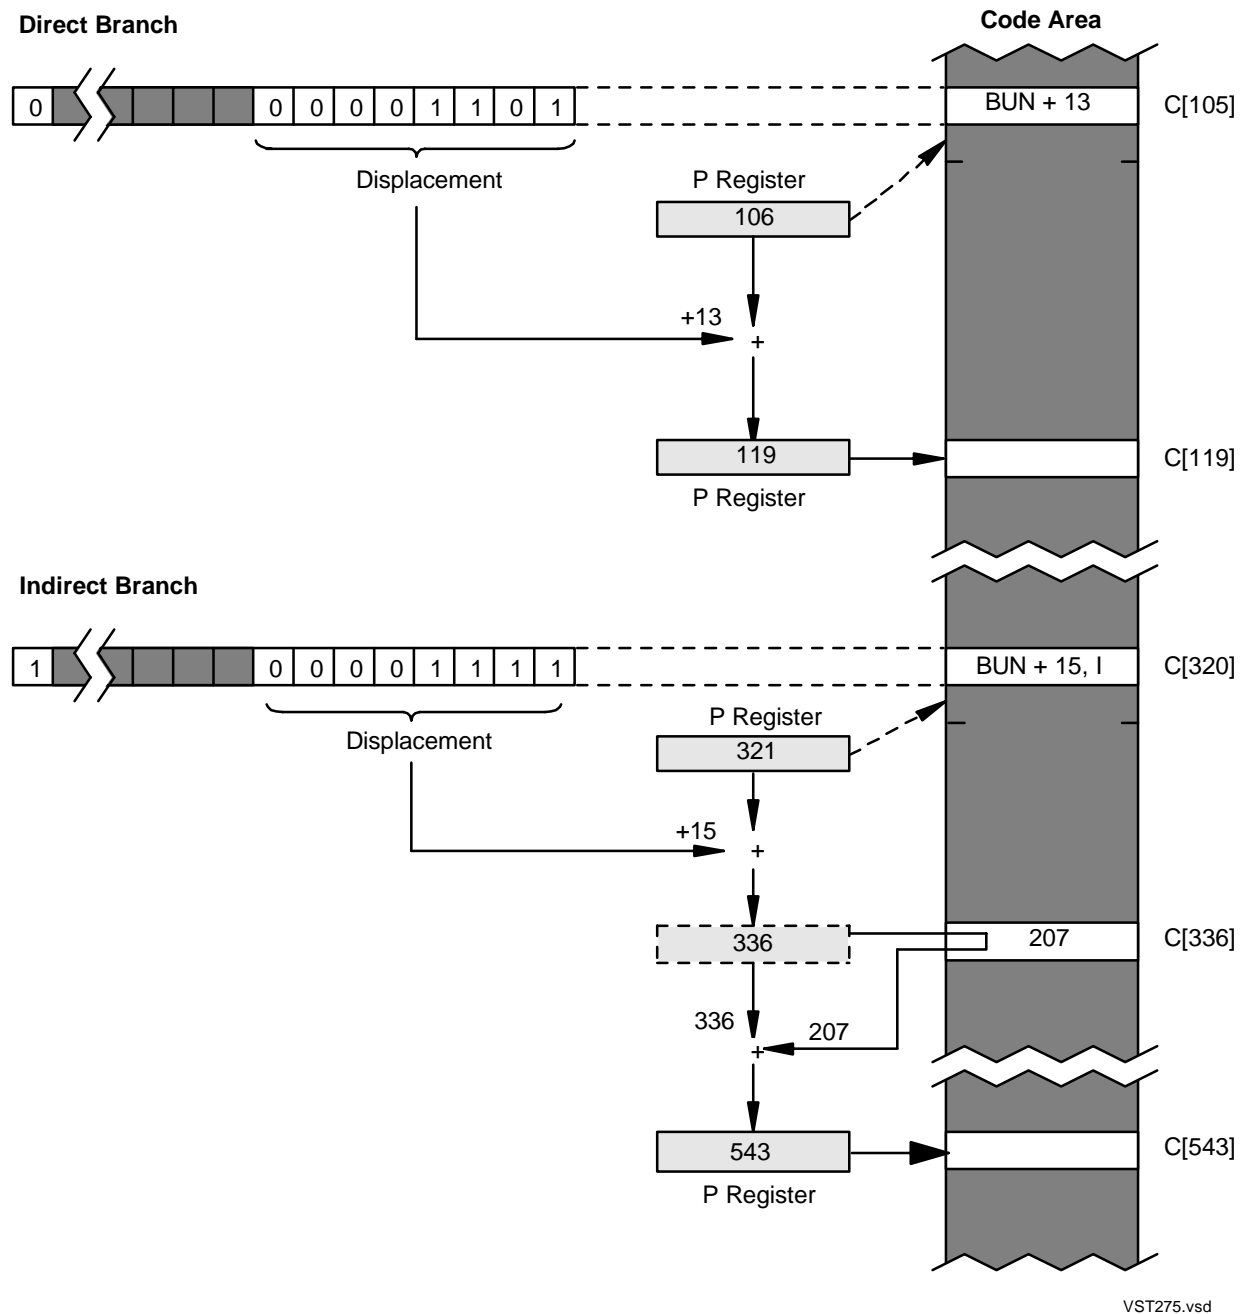 Direct Branch
Code Area
0 0 0 0 0 1 1 0 1
BUN + 13
C[105]
Displacement
P Register
106
+13
+
119
C[119]
P Register
Indirect Branch
1 0 0 0 0 1 1 1 1
BUN + 15, I
C[320]
P Register
Displacement
321
+15
+
336
207
C[336]
336
207
+
543
C[543]
P Register
VST275.vsd